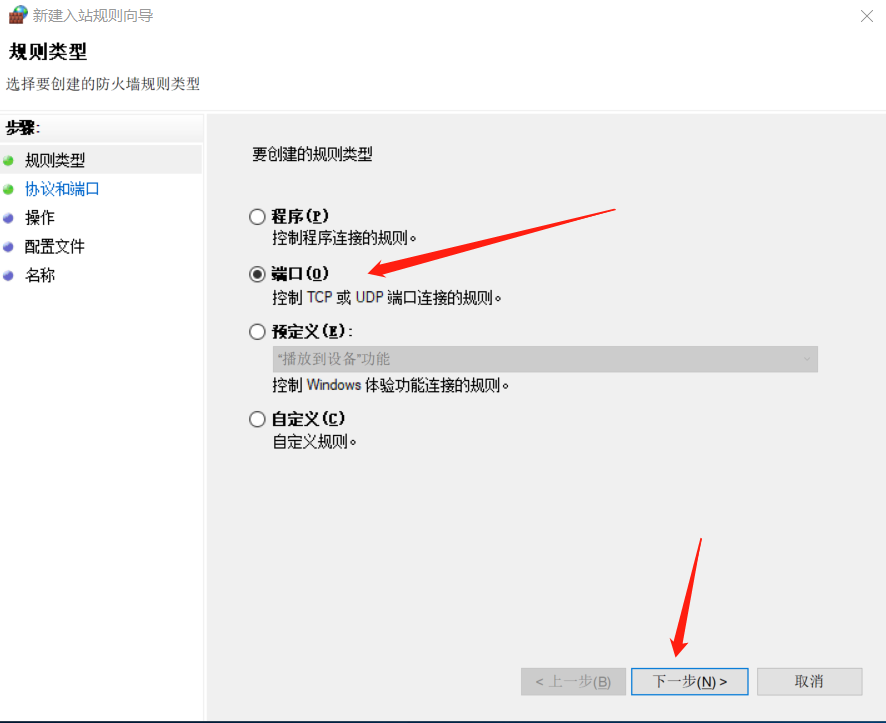 新建入站规则向导
规则类型
选择要创建的防火墙规则类型
步骤:
规则类型
协议和端口
操作
配置文件
名称
要创建的规则类型
程序(P)
控制程序连接的规则。
端口(O)
控制 TCP 或 UDP 端口连接的规则。
预定义(E):
“播放到设备”功能
控制 Windows 体验功能连接的规则。
自定义(C)
自定义规则。
< 上一步(B)
下一步(N) >
取消